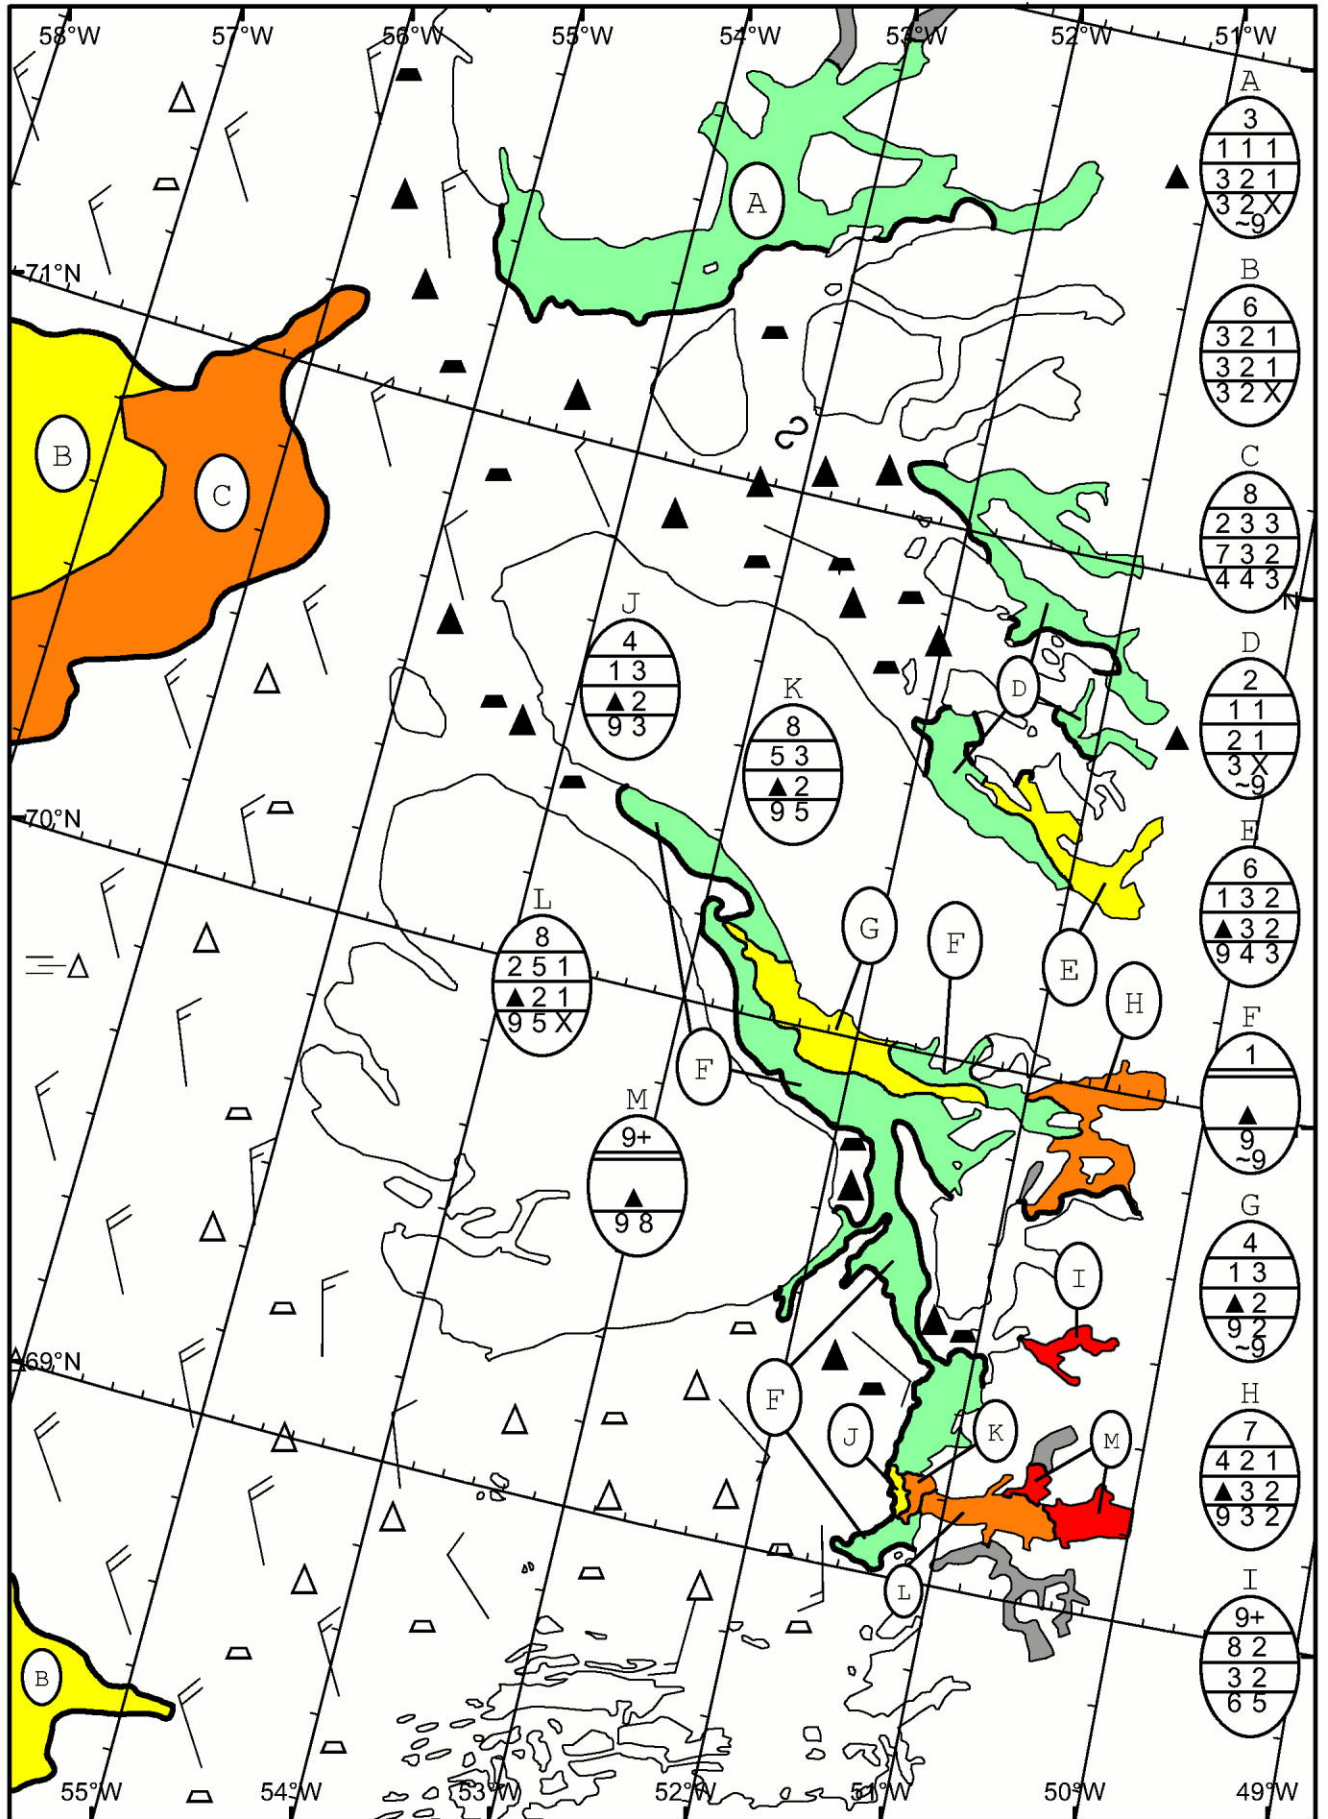 58°W 57°W 56°W 55°W 54°W 53°W 52°W 51°W
A
3
1 1 1
3 2 1
3 2 X
~9
A
71°N
B
6
3 2 1
3 2 1
3 2 X
B
C
C
8
2 3 3
7 3 2
4 4 3
N
J
4
1 3
▲ 2
9 3
K
8
5 3
▲ 2
9 5
D
D
2
1 1
2 1
3 X
~9
70°N
E
6
1 3 2
▲ 3 2
9 4 3
L
8
2 5 1
▲ 2 1
9 5 X
G
F
E
H
F
1
▲
9
~9
F
M
9+
▲
9 8
G
4
1 3
▲ 2
9 2
~9
I
69°N
F
J
K
M
H
7
4 2 1
▲ 3 2
9 3 2
L
I
9+
8 2
3 2
6 5
B
55°W 54°W 53°W 52°W 51°W 50°W 49°W